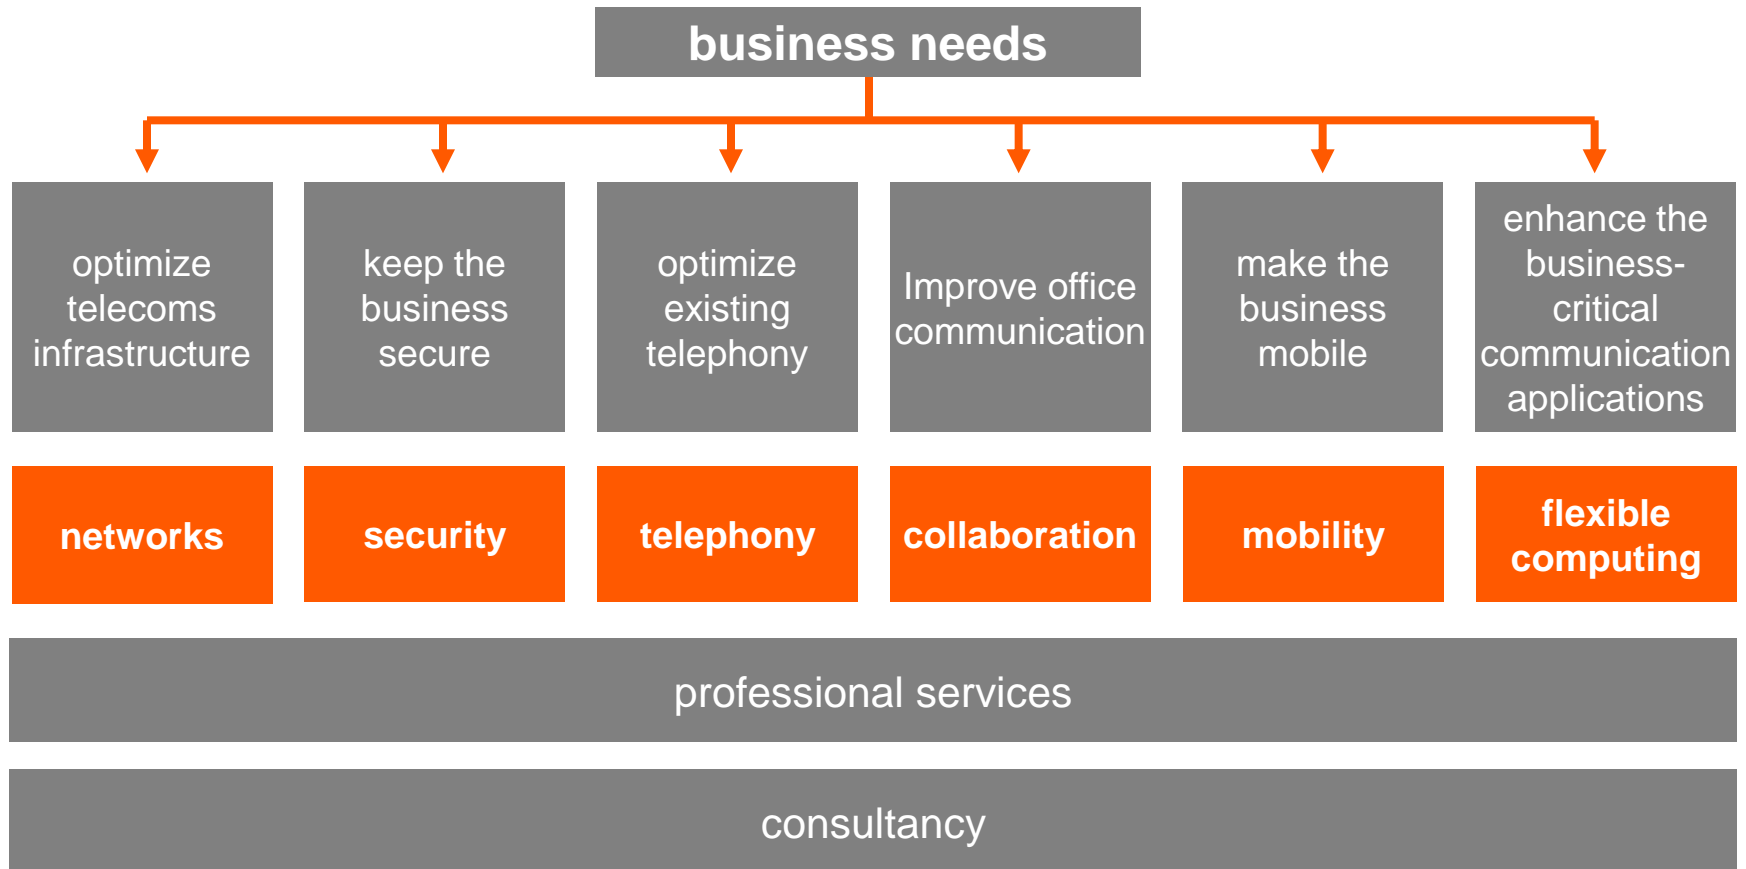 business needs
optimize
telecoms
infrastructure
keep the
business
secure
optimize
existing
telephony
Improve office
communication
make the
business
mobile
enhance the
business-
critical
communication
applications
networks
security
telephony
collaboration
mobility
flexible
computing
professional services
consultancy